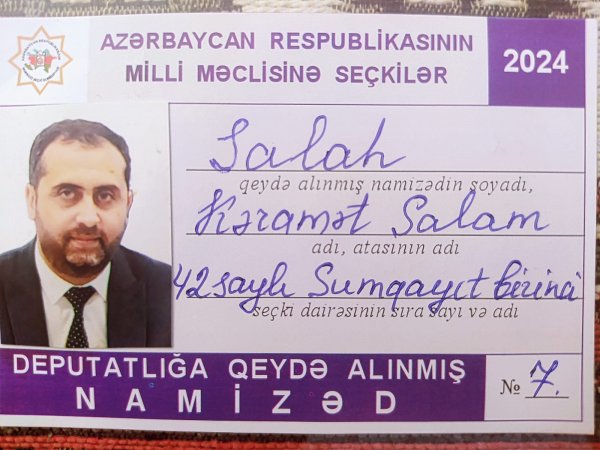 AZƏRBAYCAN RESPUBLİKASININ
MİLLİ MƏCLİSİNƏ SEÇKİLƏR
2024
Salah
qeydə alınmış namizədin soyadı,
Kəramət Salam
adı, atasının adı
42 saylı Sumqayıt birinci
seçki dairəsinin sıra sayı və adı
DEPUTATLIĞA QEYDƏ ALINMIŞ
NAMİZƏD
№ 7.